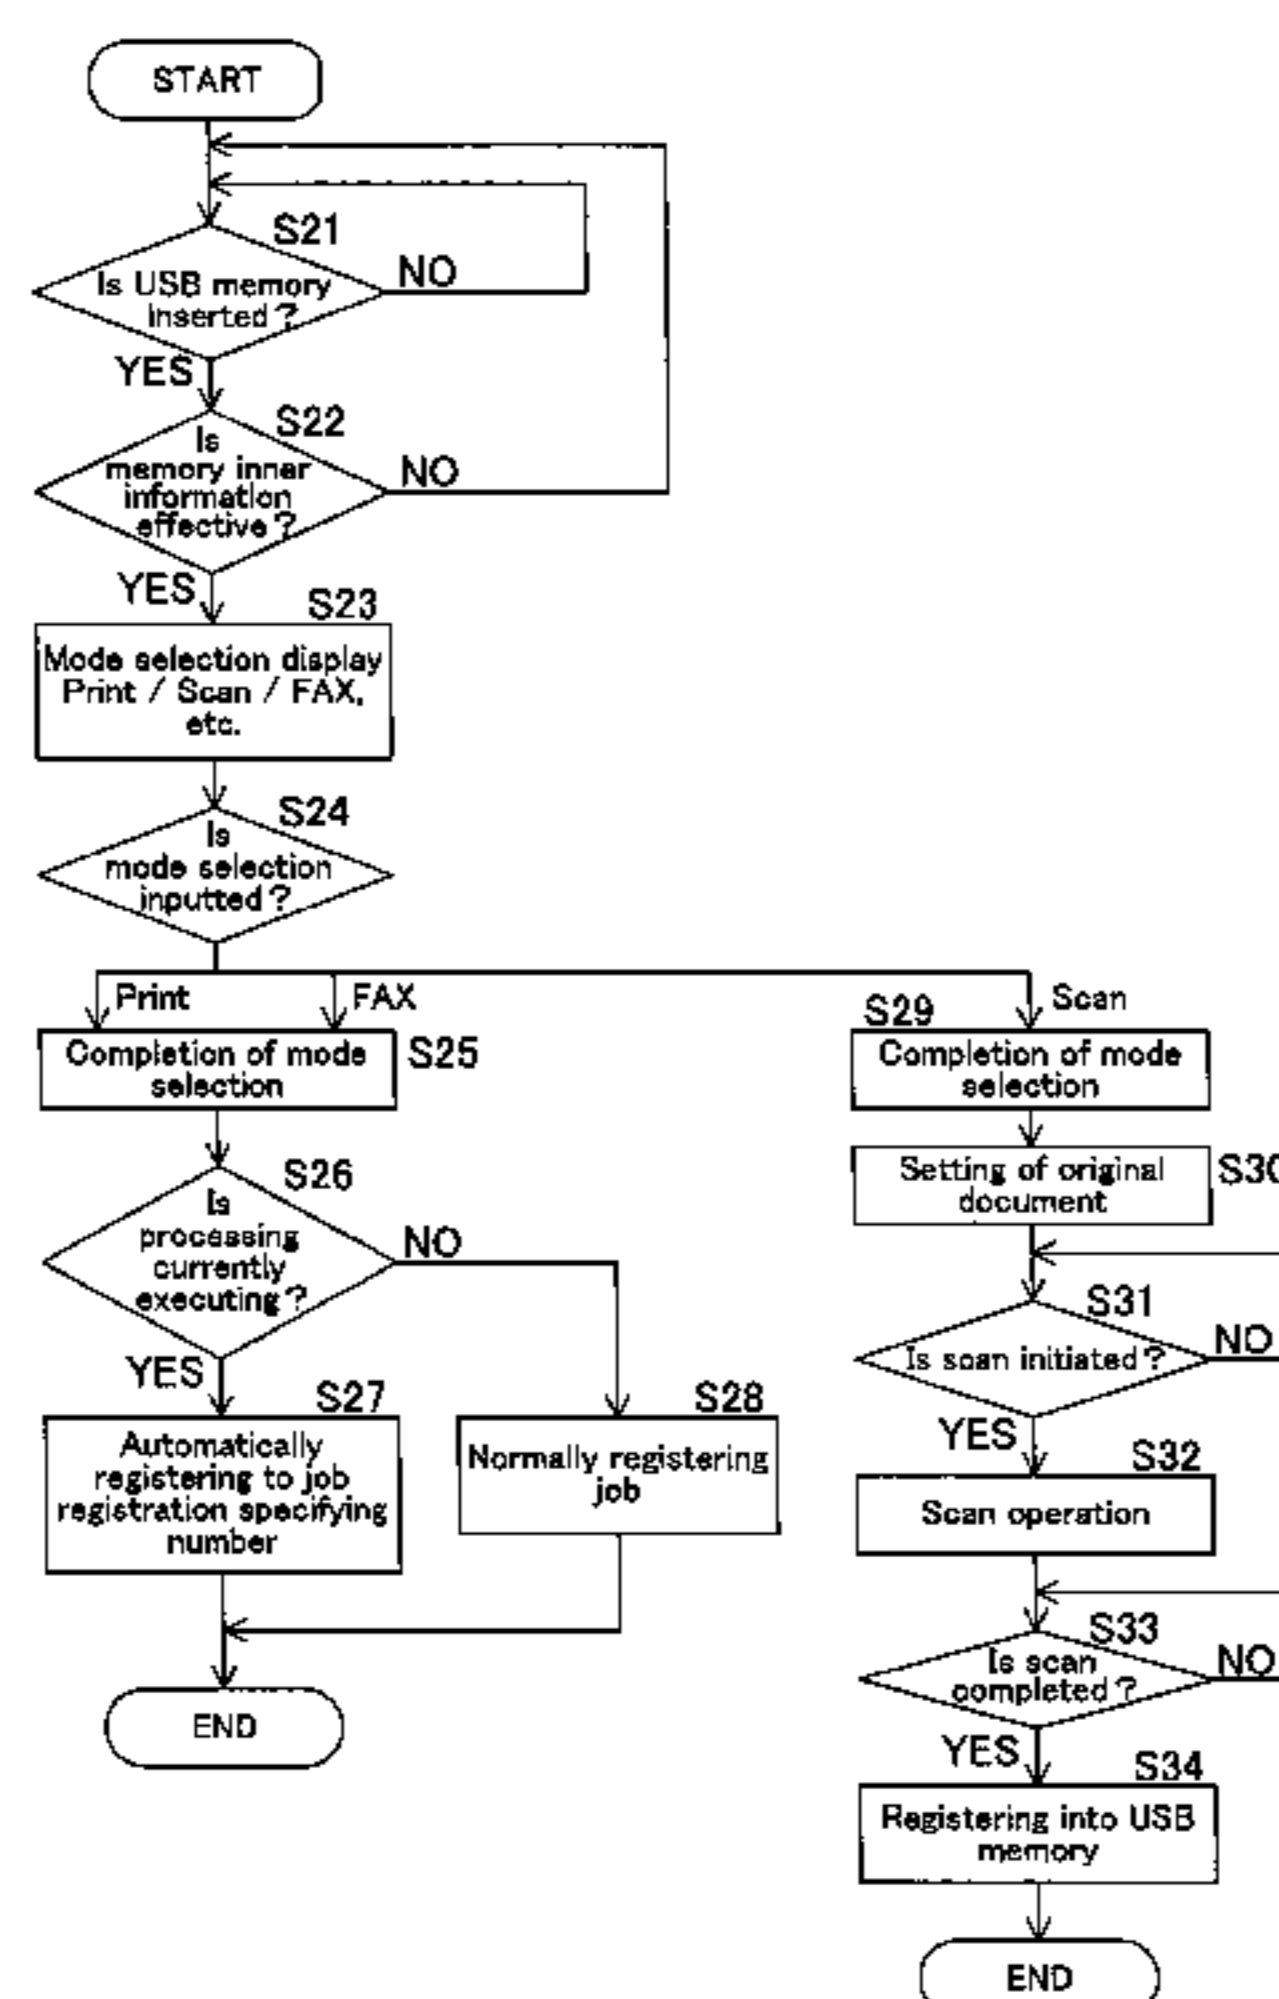 START
S21
Is USB memory
inserted?
NO
YES
S22
Is
memory inner
information
effective?
NO
YES
S23
Mode selection display
Print / Scan / FAX,
etc.
S24
Is
mode selection
inputted?
Print
FAX
Scan
Completion of mode
selection
S25
S26
Is
processing
currently
executing?
NO
YES
S27
Automatically
registering to job
registration specifying
number
S28
Normally registering
job
END
S29
Completion of mode
selection
Setting of original
document
S30
S31
Is scan initiated?
NO
YES
S32
Scan operation
S33
Is scan
completed?
NO
YES
S34
Registering into USB
memory
END